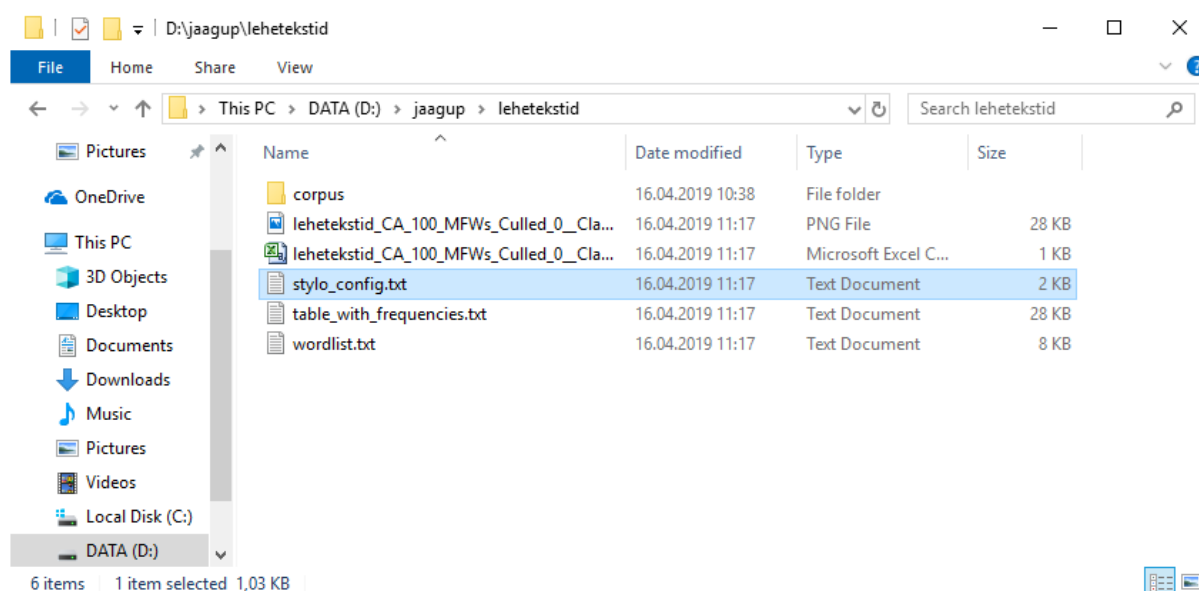 D:\jaagup\lehetekstid
File Home Share View
This PC > DATA (D:) > jaagup > lehetekstid Search lehetekstid
Pictures
OneDrive
This PC
3D Objects
Desktop
Documents
Downloads
Music
Pictures
Videos
Local Disk (C:)
DATA (D:)
Name Date modified Type Size
corpus 16.04.2019 10:38 File folder
lehetekstid_CA_100_MFWs_Culled_0__Cla... 16.04.2019 11:17 PNG File 28 KB
lehetekstid_CA_100_MFWs_Culled_0__Cla... 16.04.2019 11:17 Microsoft Excel C... 1 KB
stylo_config.txt 16.04.2019 11:17 Text Document 2 KB
table_with_frequencies.txt 16.04.2019 11:17 Text Document 28 KB
wordlist.txt 16.04.2019 11:17 Text Document 8 KB
6 items 1 item selected 1,03 KB